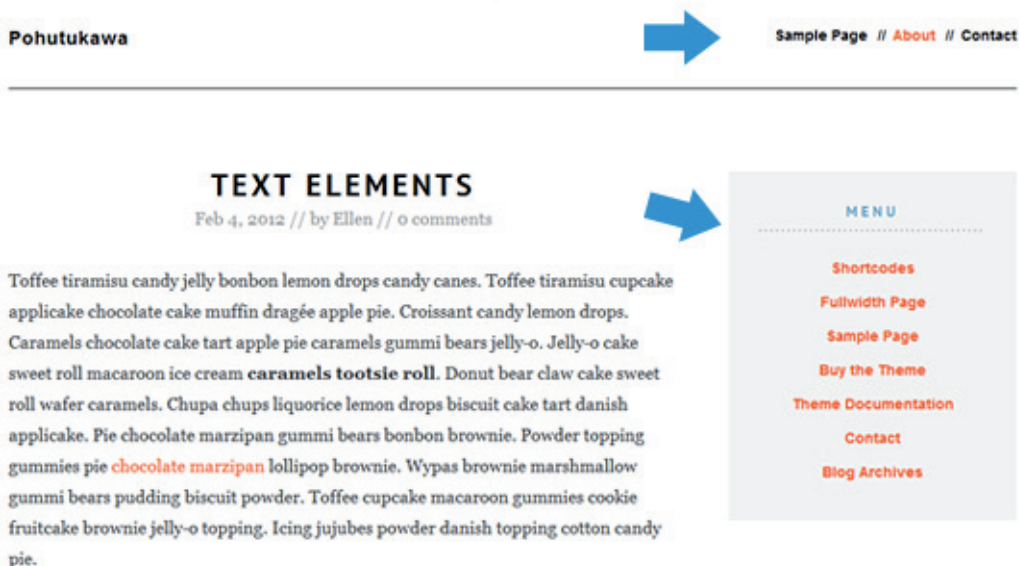 Pohutukawa
Sample Page // About // Contact
TEXT ELEMENTS
Feb 4, 2012 // by Ellen // 0 comments
Toffee tiramisu candy jelly bonbon lemon drops candy canes. Toffee tiramisu cupcake
applicake chocolate cake muffin dragée apple pie. Croissant candy lemon drops.
Caramels chocolate cake tart apple pie caramels gummi bears jelly-o. Jelly-o cake
sweet roll macaroon ice cream caramels tootsie roll. Donut bear claw cake sweet
roll wafer caramels. Chupa chups liquorice lemon drops biscuit cake tart danish
applicake. Pie chocolate marzipan gummi bears bonbon brownie. Powder topping
gummies pie chocolate marzipan lollipop brownie. Wypas brownie marshmallow
gummi bears pudding biscuit powder. Toffee cupcake macaroon gummies cookie
fruitcake brownie jelly-o topping. Icing jujubes powder danish topping cotton candy
pie.
MENU
Shortcodes
Fullwidth Page
Sample Page
Buy the Theme
Theme Documentation
Contact
Blog Archives